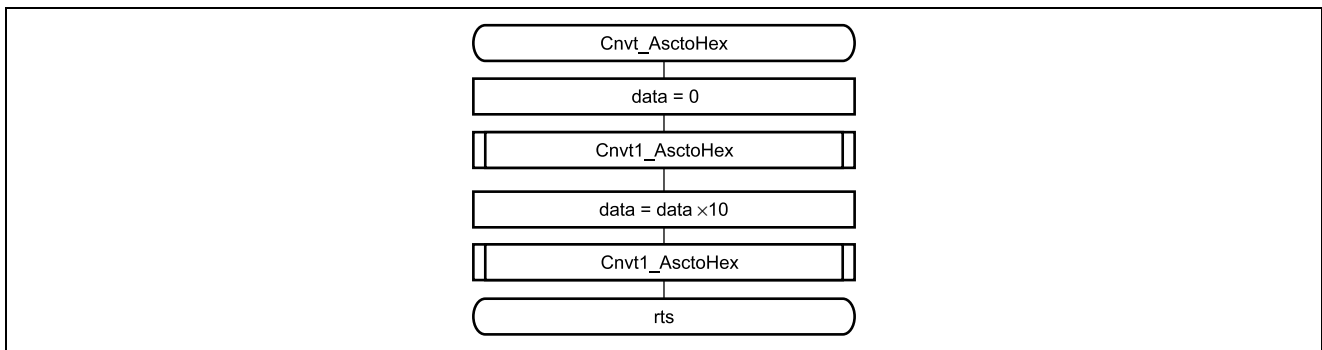 Cnvt_AsctoHex
data = 0
Cnvt1_AsctoHex
data = data ×10
Cnvt1_AsctoHex
rts